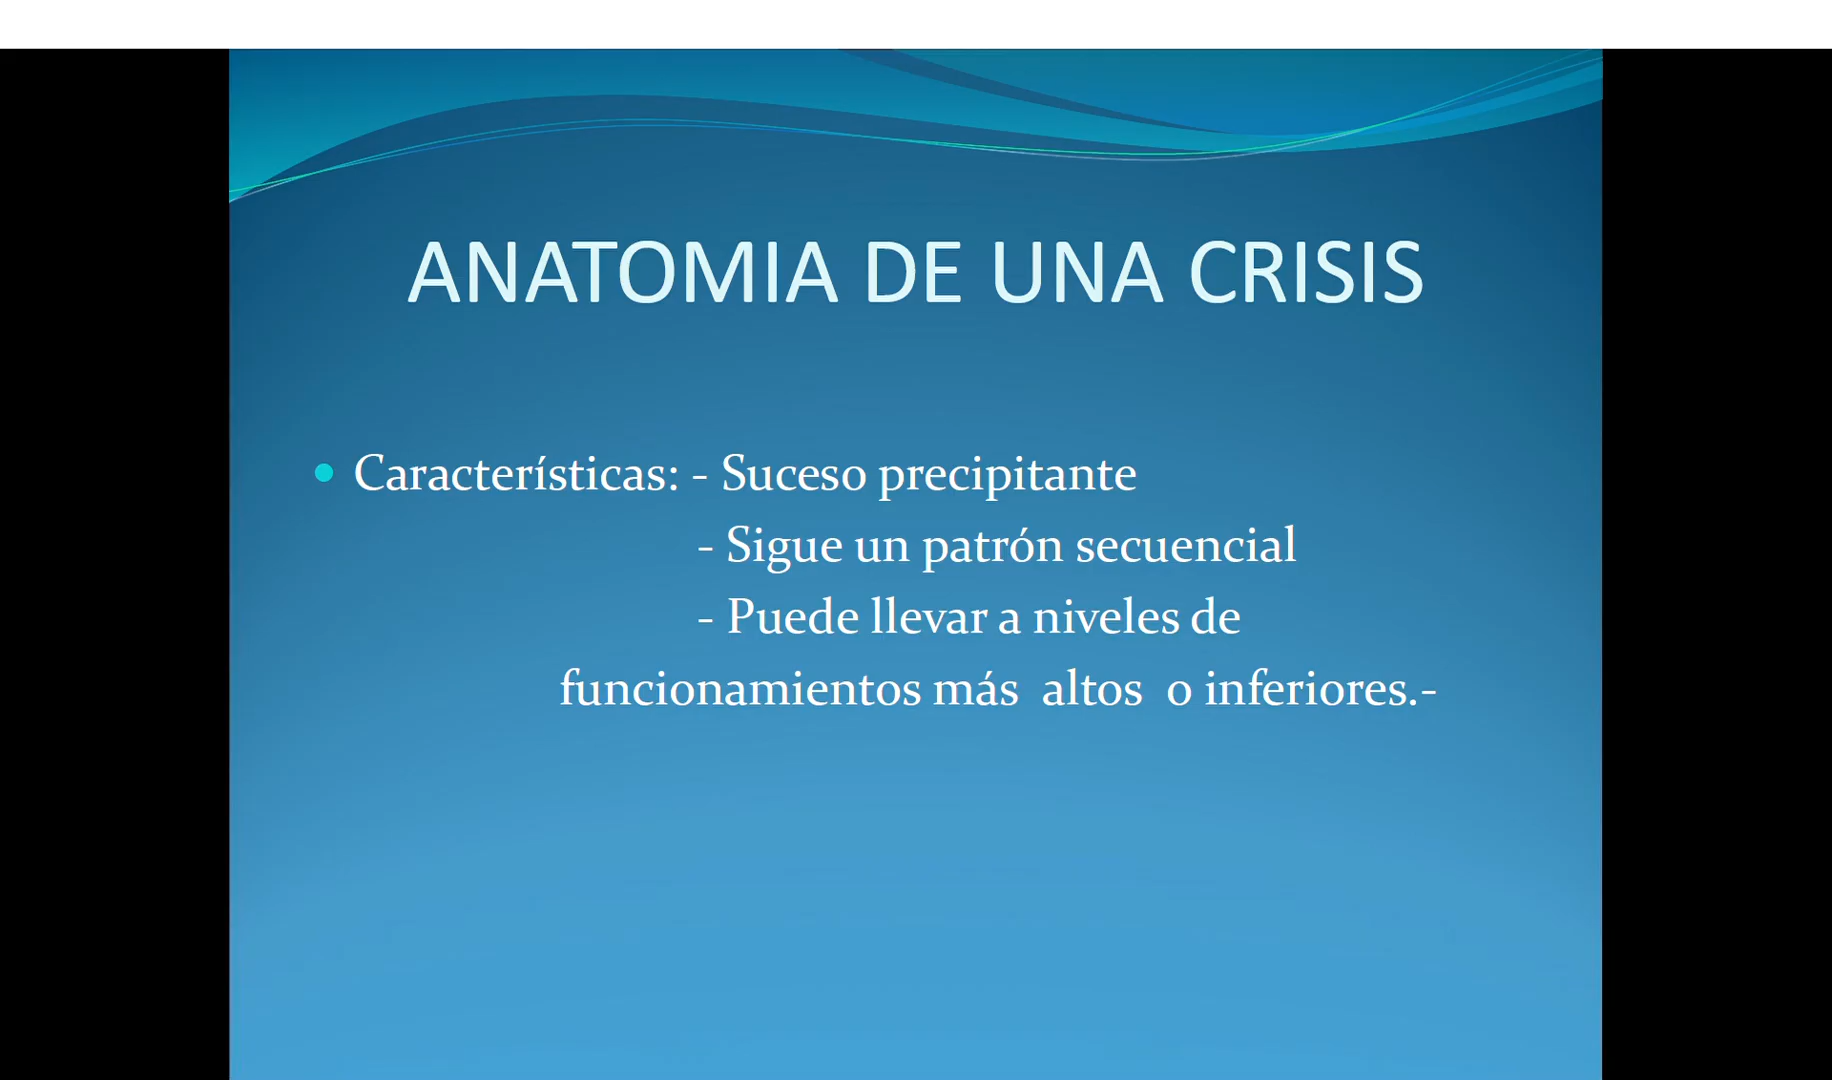 ANATOMIA DE UNA CRISIS
• Características: - Suceso precipitante
- Sigue un patrón secuencial
- Puede llevar a niveles de
funcionamientos más altos o inferiores.-